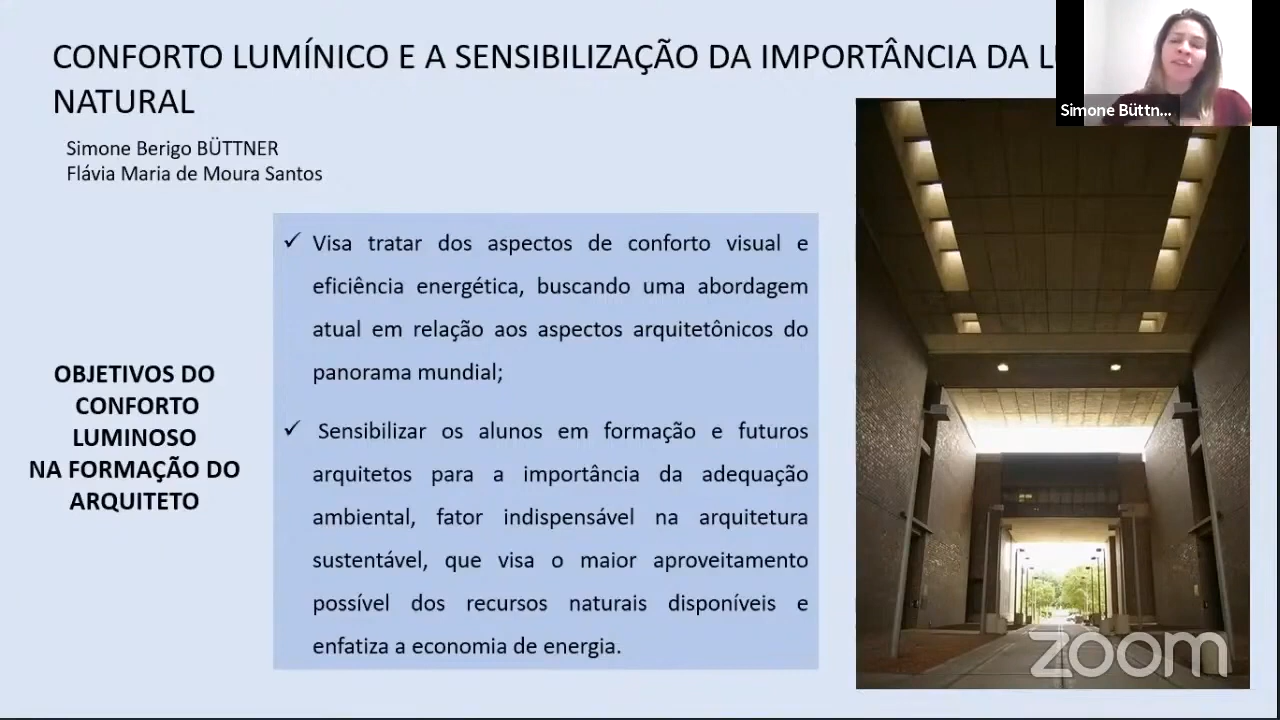 CONFORTO LUMÍNICO E A SENSIBILIZAÇÃO DA IMPORTÂNCIA DA
NATURAL
Simone Berigo BÜTTNER
Flávia Maria de Moura Santos
Simone Büttn...
✓ Visa tratar dos aspectos de conforto visual e
eficiência energética, buscando uma abordagem
atual em relação aos aspectos arquitetônicos do
panorama mundial;
OBJETIVOS DO
CONFORTO
LUMINOSO
NA FORMAÇÃO DO
ARQUITETO
✓ Sensibilizar os alunos em formação e futuros
arquitetos para a importância da adequação
ambiental, fator indispensável na arquitetura
sustentável, que visa o maior aproveitamento
possível dos recursos naturais disponíveis e
enfatiza a economia de energia.
zoom